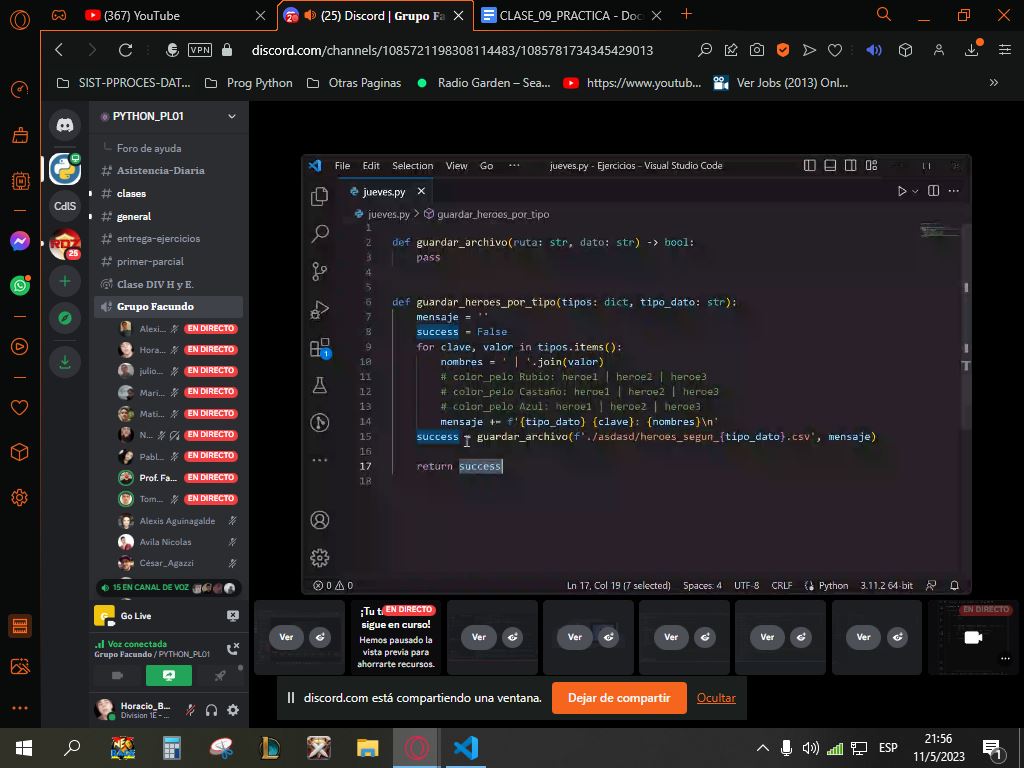 (367) YouTube
(25) Discord | Grupo Fa
CLASE_09_PRACTICA - Doc
VPN
discord.com/channels/1085721198308114483/1085781734345429013
SIST-PPROCES-DAT...
Prog Python
Otras Paginas
Radio Garden – Sea...
https://www.youtub...
Ver Jobs (2013) Onl...
PYTHON_PL01
Foro de ayuda
Asistencia-Diaria
clases
general
entrega-ejercicios
primer-parcial
Clase DIV H y E.
Grupo Facundo
Alexi... EN DIRECTO
Hora... EN DIRECTO
julio... EN DIRECTO
Mari... EN DIRECTO
Mati... EN DIRECTO
N... EN DIRECTO
Pabl... EN DIRECTO
Prof. Fa... EN DIRECTO
Tom... EN DIRECTO
Alexis Aguinagalde
Avila Nicolas
César_Agazzi
15 EN CANAL DE VOZ
Go Live
Voz conectada
Grupo Facundo / PYTHON_PL01
Horacio_B...
Division 1E - ...
CdlS
25
File Edit Selection View Go ···
jueves.py - Ejercicios - Visual Studio Code
jueves.py
jueves.py > guardar_heroes_por_tipo
1
2 def guardar_archivo(ruta: str, dato: str) -> bool:
3 pass
4
5
6 def guardar_heroes_por_tipo(tipos: dict, tipo_dato: str):
7 mensaje = ''
8 success = False
9 for clave, valor in tipos.items():
10 nombres = ' | '.join(valor)
11 # color_pelo Rubio: heroe1 | heroe2 | heroe3
12 # color_pelo Castaño: heroe1 | heroe2 | heroe3
13 # color_pelo Azul: heroe1 | heroe2 | heroe3
14 mensaje += f'{tipo_dato} {clave}: {nombres}\n'
15 success = guardar_archivo(f'./asdasd/heroes_segun_{tipo_dato}.csv', mensaje)
16
17 return success
18
1
0 0
Ln 17, Col 19 (7 selected)
Spaces: 4
UTF-8
CRLF
Python
3.11.2 64-bit
Ver
¡Tu t EN DIRECTO
sigue en curso!
Hemos pausado la
vista previa para
ahorrarte recursos.
Ver
Ver
Ver
Ver
Ver
EN DIRECTO
discord.com está compartiendo una ventana.
Dejar de compartir
Ocultar
ESP
21:56
11/5/2023
1